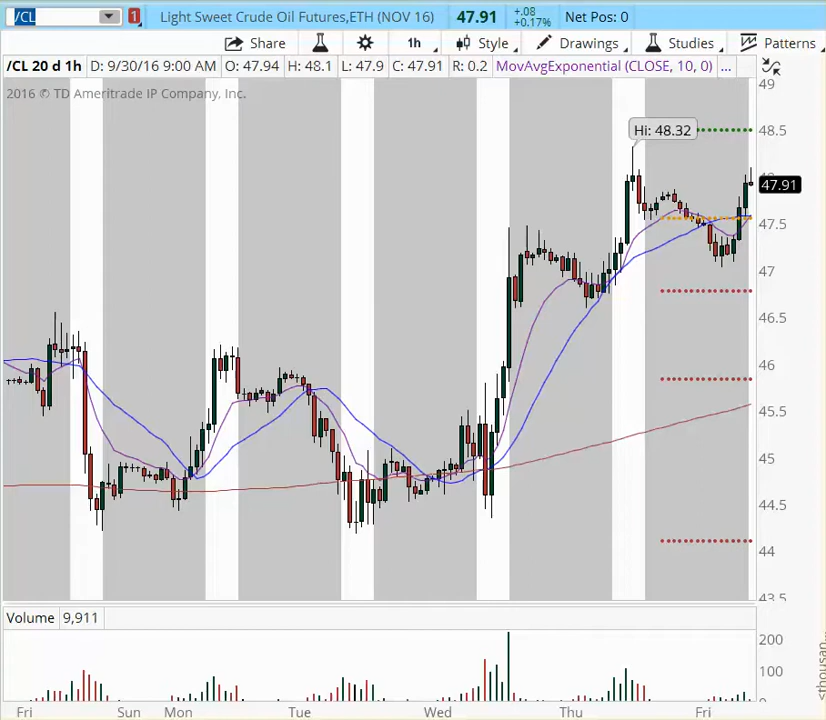 /CL 1 Light Sweet Crude Oil Futures,ETH (NOV 16) 47.91 +.08 +0.17% Net Pos: 0
Share 1h Style Drawings Studies Patterns
/CL 20 d 1h D: 9/30/16 9:00 AM O: 47.94 H: 48.1 L: 47.9 C: 47.91 R: 0.2 MovAvgExponential (CLOSE, 10, 0) ...
2016 © TD Ameritrade IP Company, Inc.
49
Hi: 48.32
48.5
47.91
47.5
47
46.5
46
45.5
45
44.5
44
43.5
Volume 9,911
200
100
Fri Sun Mon Tue Wed Thu Fri